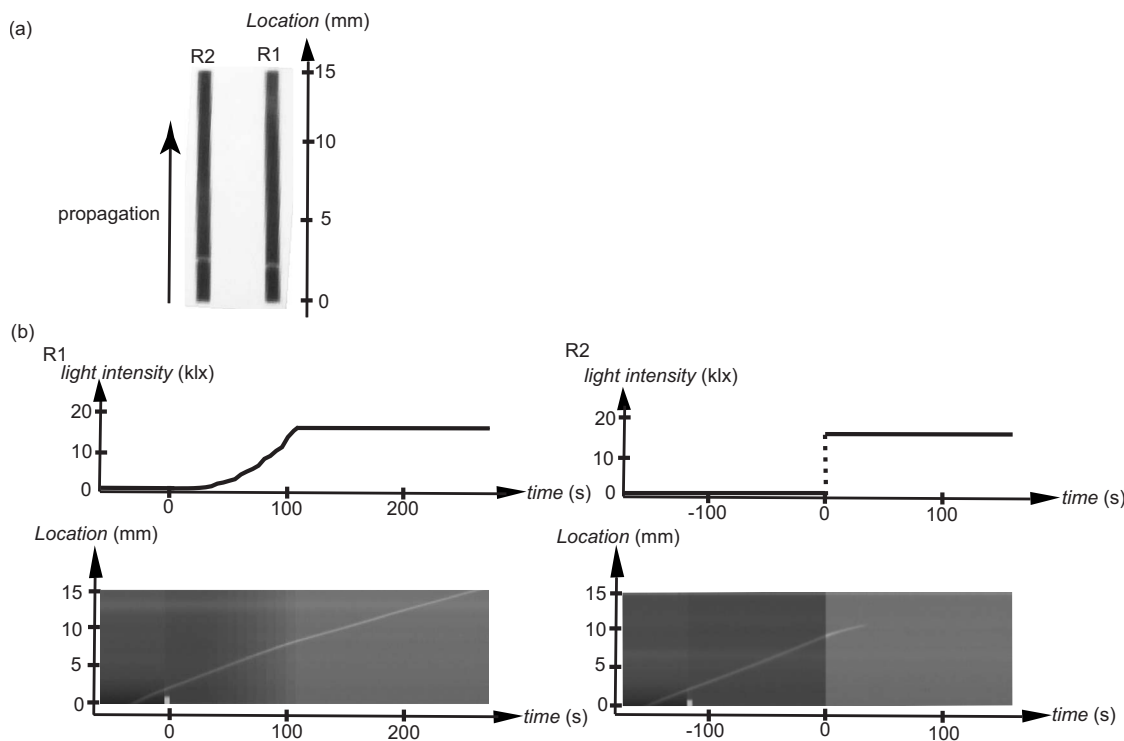 (a)
Location (mm)
R2 R1
15
10
propagation
5
0
(b)
R1
light intensity (klx)
20
10
0
0 100 200
time (s)
Location (mm)
15
10
5
0
0 100 200
time (s)
R2
light intensity (klx)
20
10
0
-100 0 100
time (s)
Location (mm)
15
10
5
0
-100 0 100
time (s)